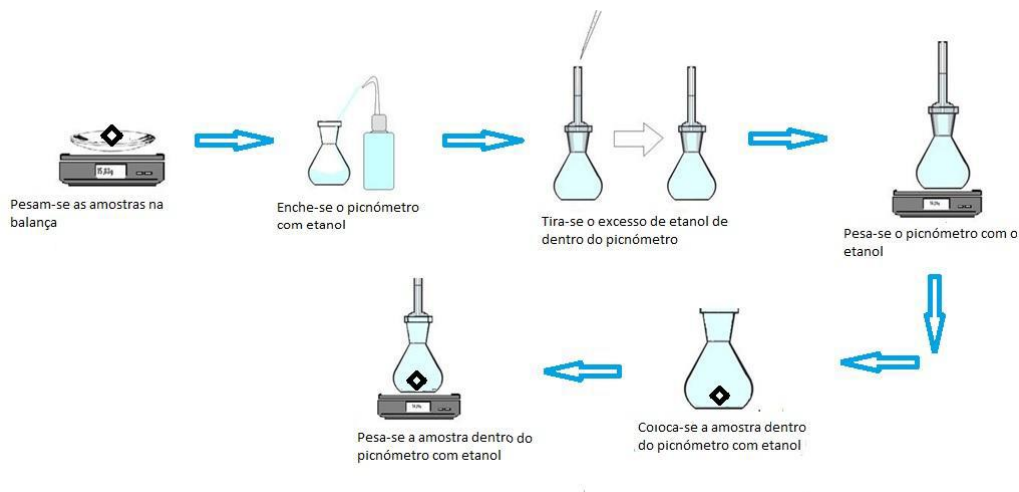 Pesam-se as amostras na
balança
Enche-se o picnómetro
com etanol
Tira-se o excesso de etanol de
dentro do picnómetro
Pesa-se o picnómetro com o
etanol
Coloca-se a amostra dentro
do picnómetro com etanol
Pesa-se a amostra dentro do
picnómetro com etanol